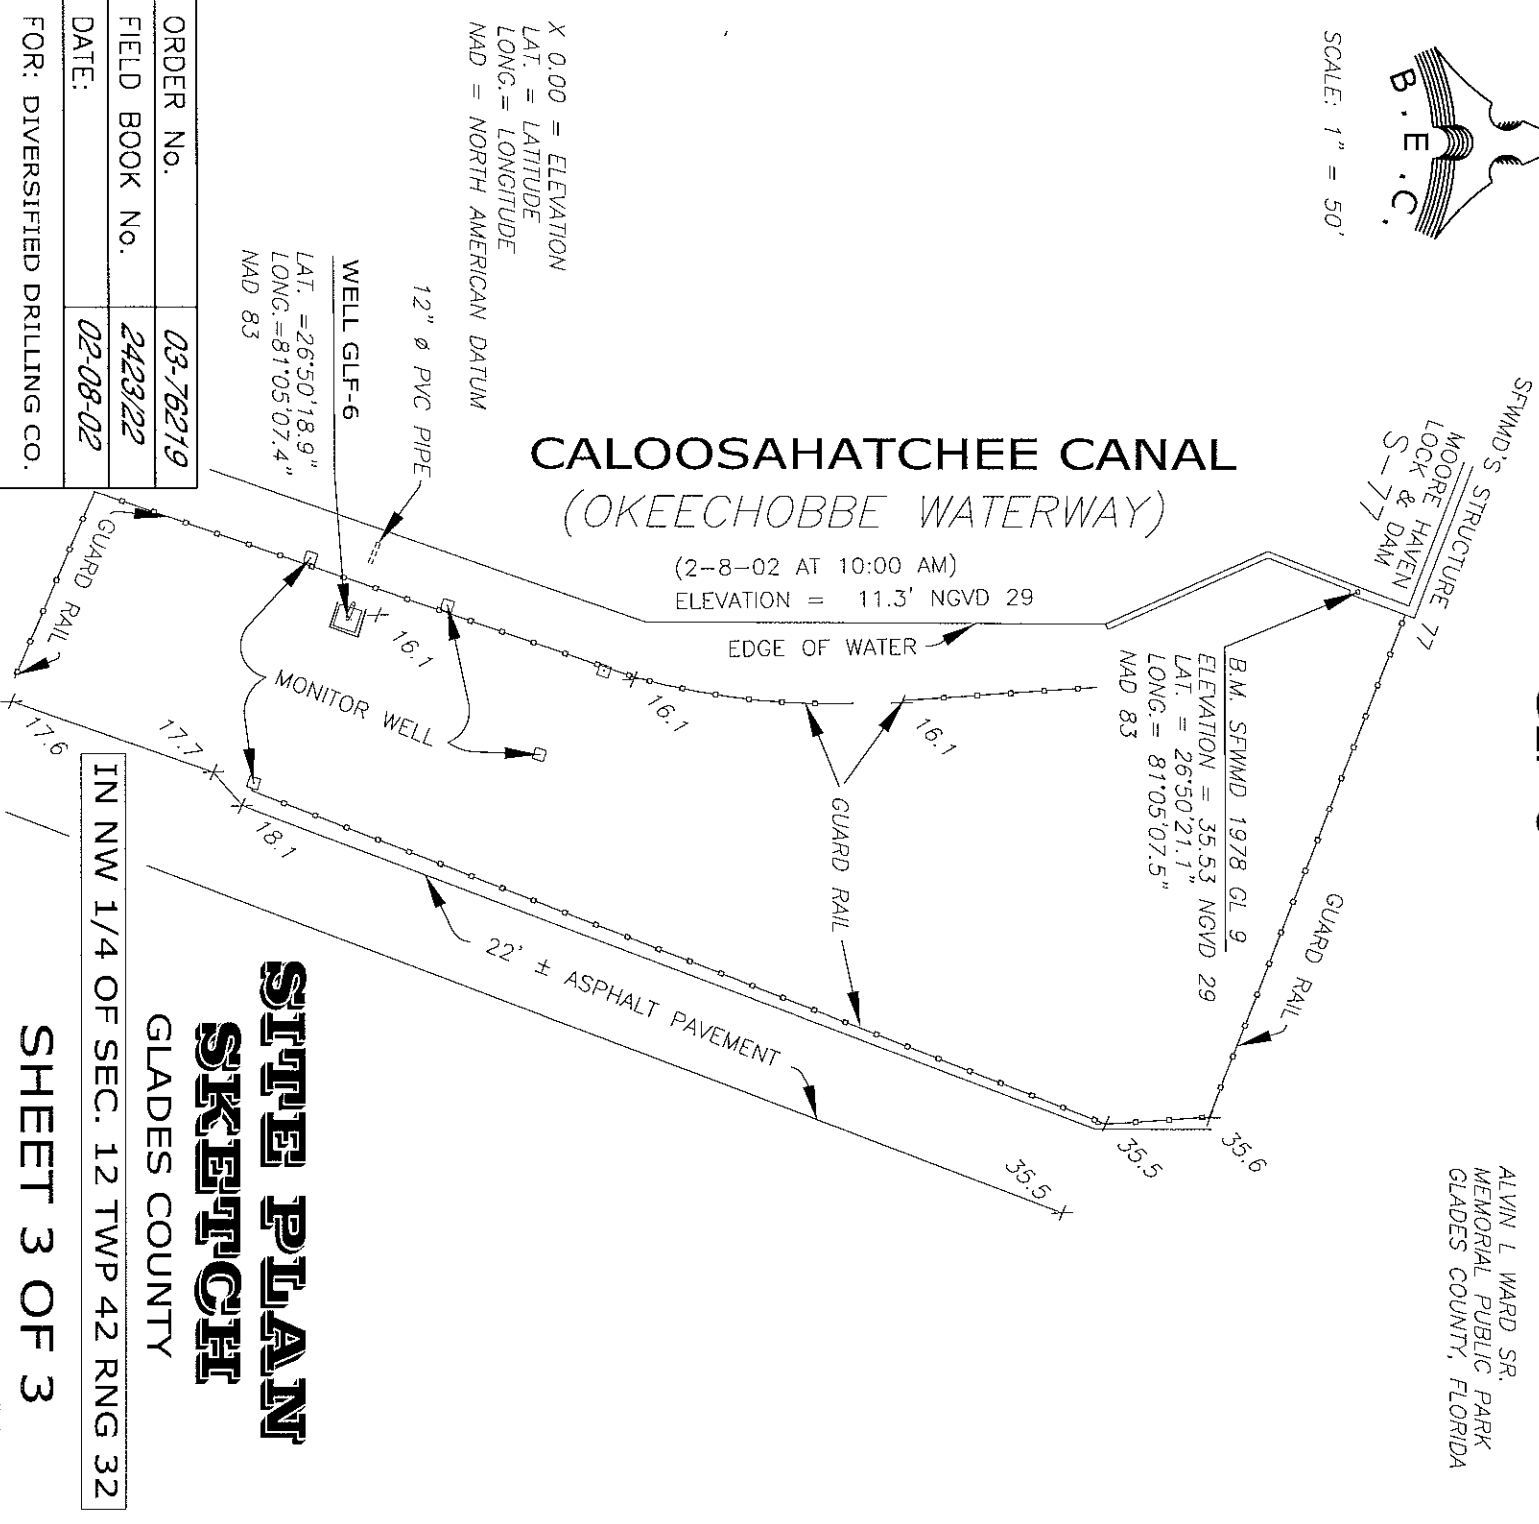 B.E.C.
SCALE: 1" = 50'
SFWMD'S STRUCTURE 77
MOORE HAVEN
LOCK & DAM
S-77
ALVIN L WARD SR.
MEMORIAL PUBLIC PARK
GLADES COUNTY, FLORIDA
GUARD RAIL
B.M. SFWMD 1978 GL 9
ELEVATION = 35.53 NGVD 29
LAT. = 26°50'21.1"
LONG.= 81°05'07.5"
NAD 83
CALOOSAHATCHEE CANAL
(OKEECHOBBE WATERWAY)
(2-8-02 AT 10:00 AM)
ELEVATION = 11.3' NGVD 29
EDGE OF WATER
X 0.00 = ELEVATION
LAT. = LATITUDE
LONG.= LONGITUDE
NAD = NORTH AMERICAN DATUM
12" ø PVC PIPE
WELL GLF-6
LAT. =26°50'18.9"
LONG.=81°05'07.4"
NAD 83
16.1
16.1
16.1
GUARD RAIL
MONITOR WELL
GUARD RAIL
17.6
17.7
18.1
22' ± ASPHALT PAVEMENT
35.6
35.5
35.5
ORDER No. 03-76219
FIELD BOOK No. 2423/22
DATE: 02-08-02
FOR: DIVERSIFIED DRILLING CO.
SITE PLAN
SKETCH
GLADES COUNTY
IN NW 1/4 OF SEC. 12 TWP 42 RNG 32
SHEET 3 OF 3